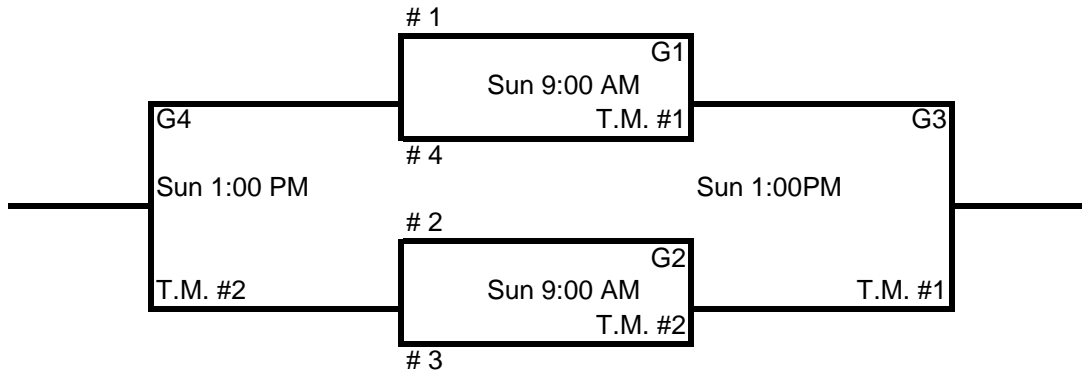 # 1
G1
Sun 9:00 AM
T.M. #1
G4
G3
# 4
Sun 1:00 PM
Sun 1:00PM
# 2
G2
T.M. #2
Sun 9:00 AM
T.M. #1
T.M. #2
# 3